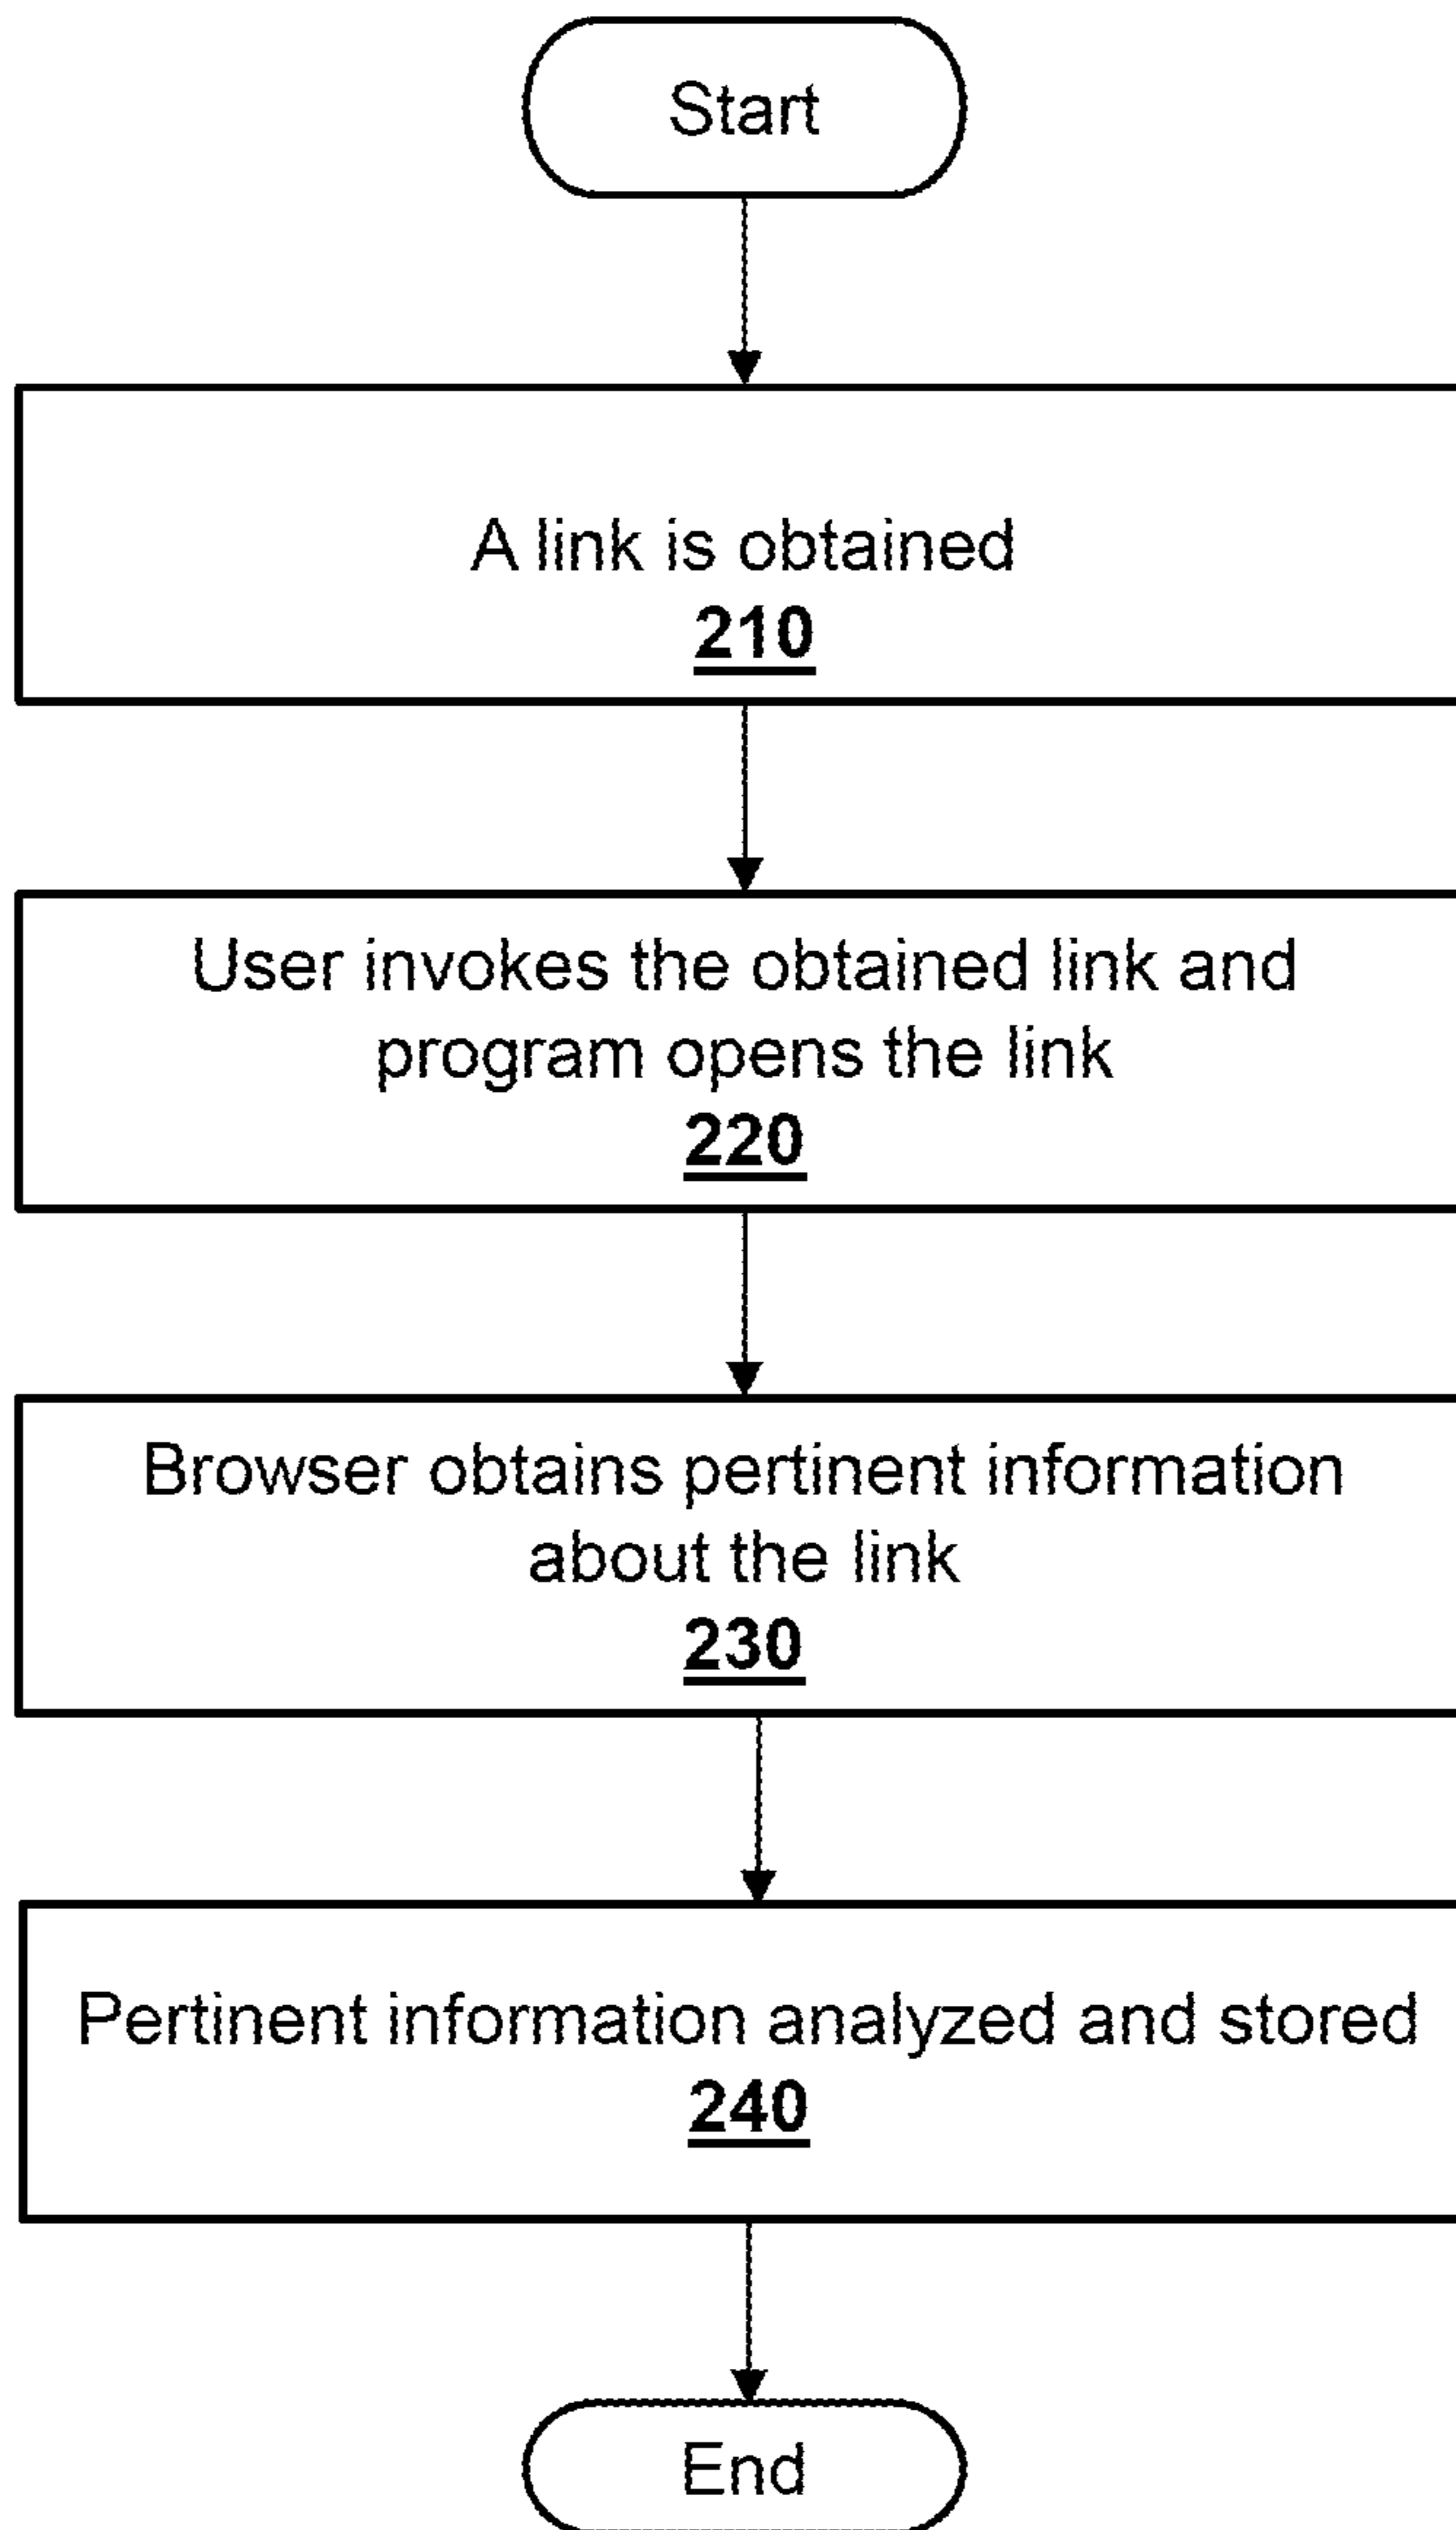 Start
A link is obtained
210
User invokes the obtained link and
program opens the link
220
Browser obtains pertinent information
about the link
230
Pertinent information analyzed and stored
240
End